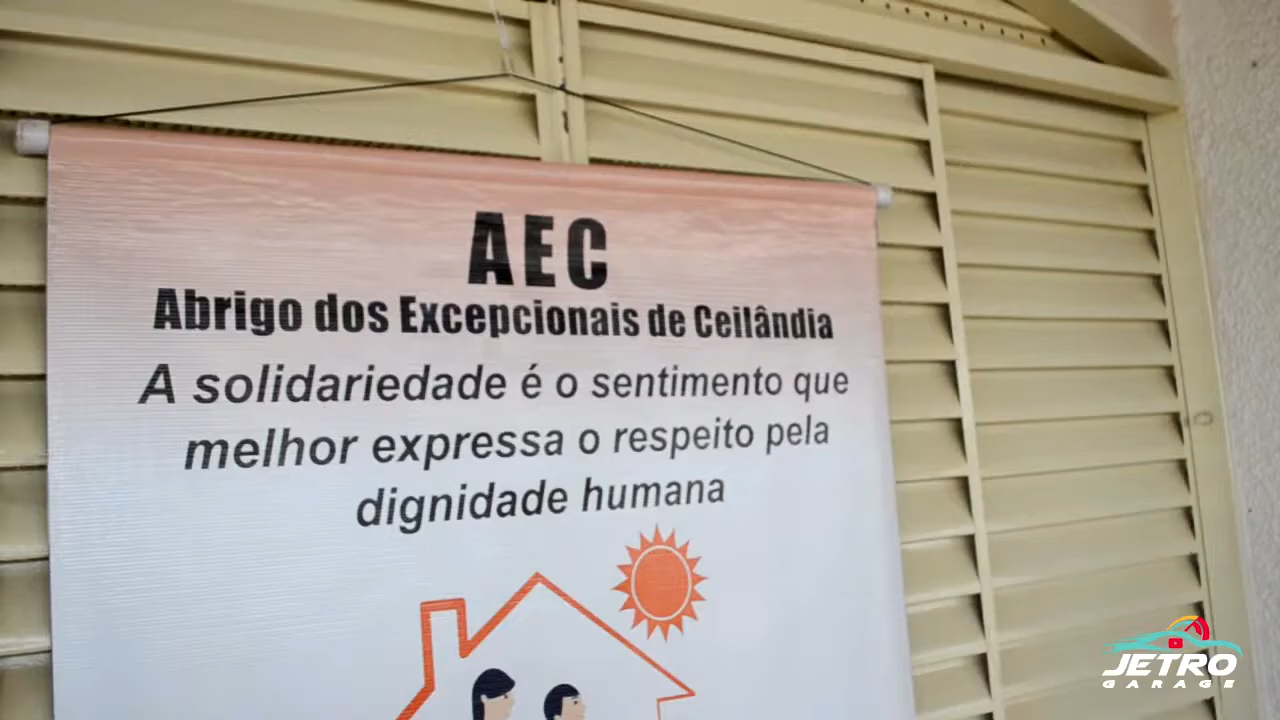 AEC
Abrigo dos Excepcionais de Ceilândia
A solidariedade é o sentimento que
melhor expressa o respeito pela
dignidade humana
JETRO
GARAGE